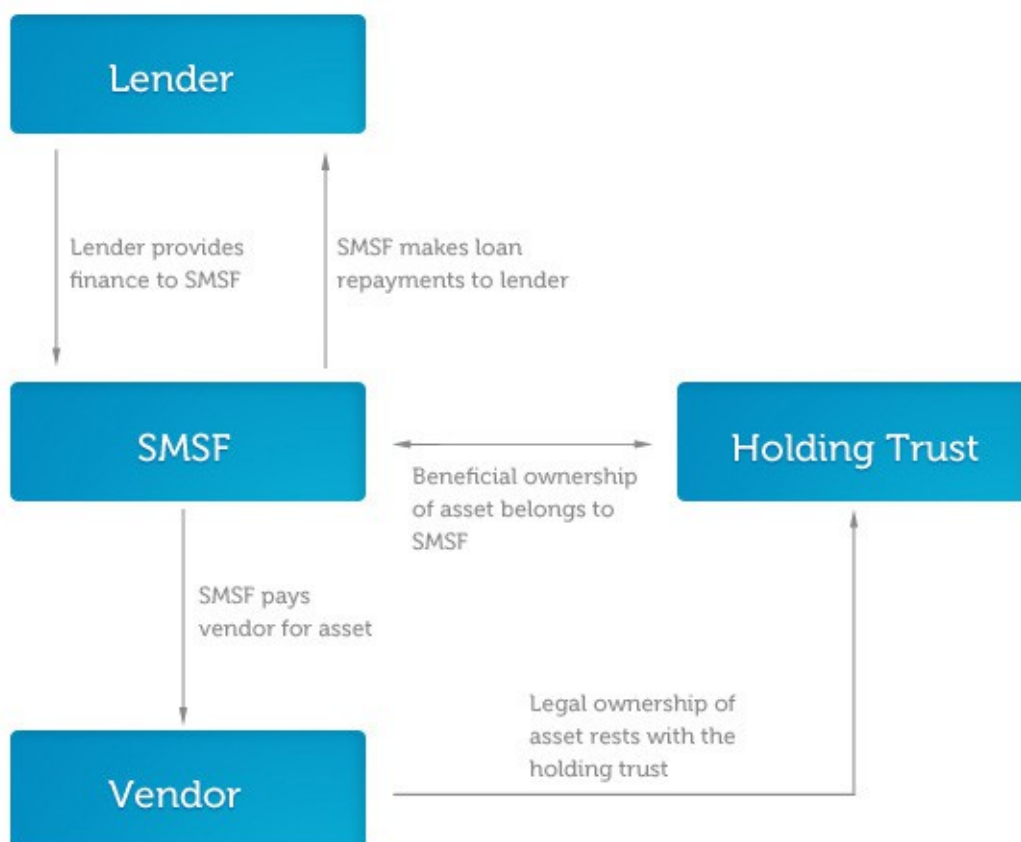 Lender
Lender provides
finance to SMSF
SMSF makes loan
repayments to lender
SMSF
Holding Trust
Beneficial ownership
of asset belongs to
SMSF
SMSF pays
vendor for asset
Legal ownership of
asset rests with the
holding trust
Vendor